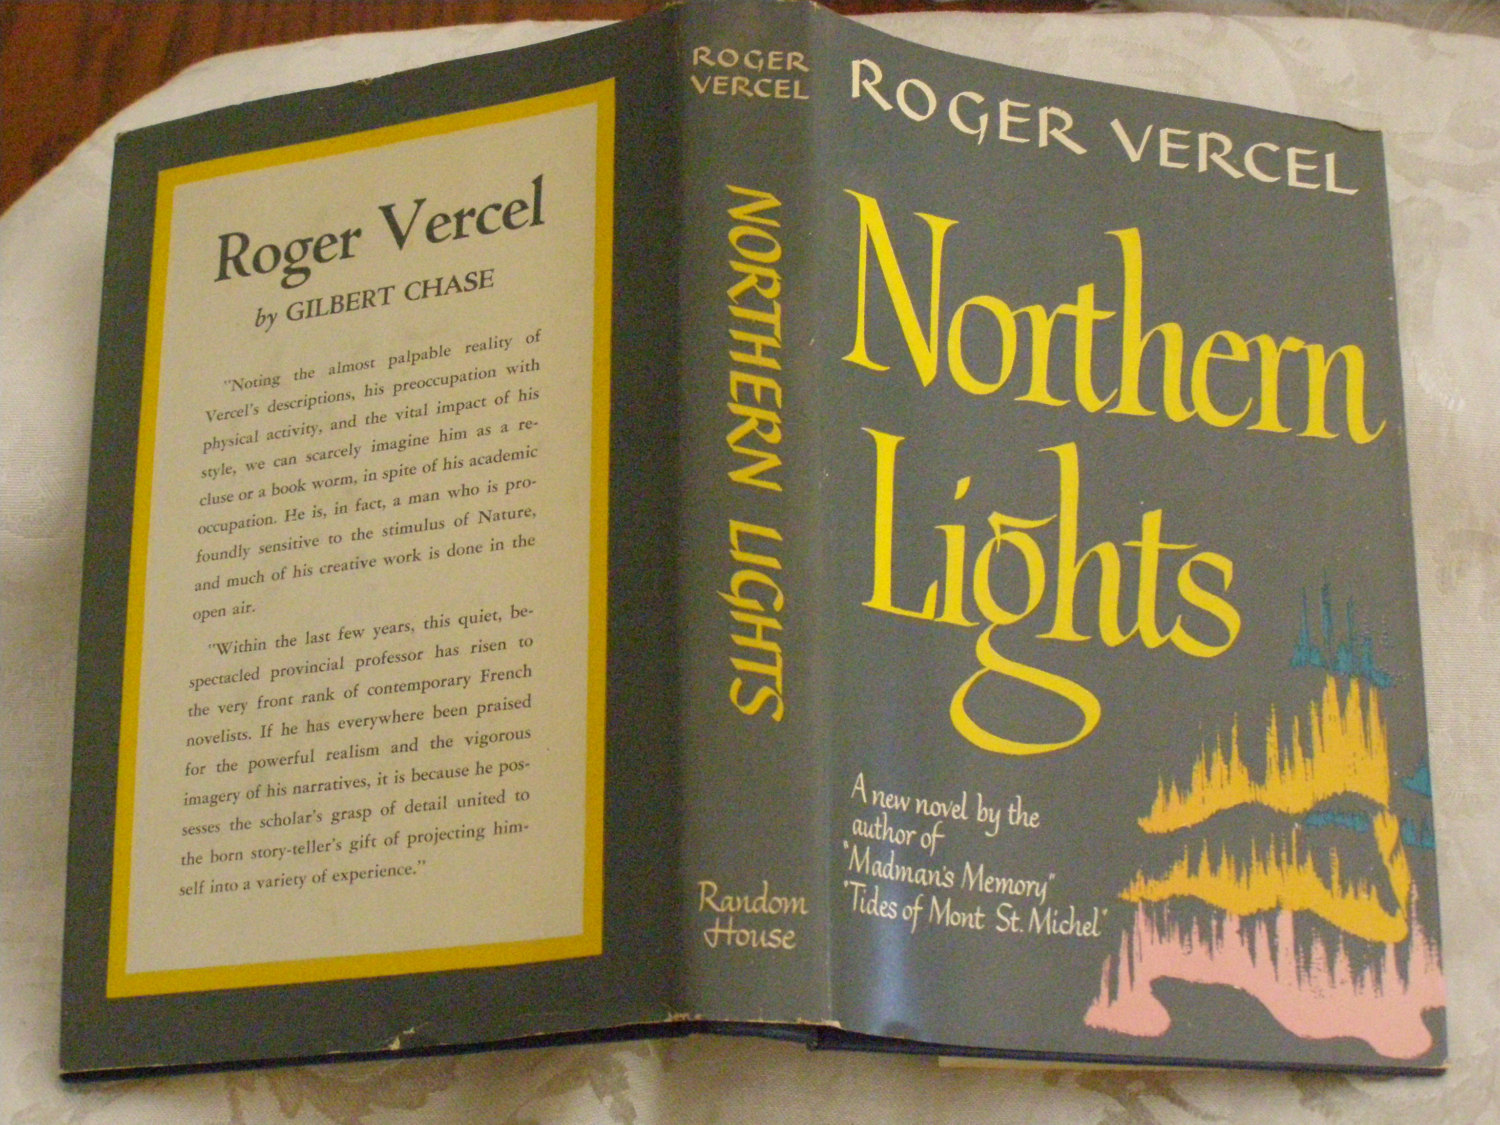 Roger Vercel
by GILBERT CHASE
"Noting the almost palpable reality of
Vercel's descriptions, his preoccupation with
physical activity, and the vital impact of his
style, we can scarcely imagine him as a re-
cluse or a book worm, in spite of his academic
occupation. He is, in fact, a man who is pro-
foundly sensitive to the stimulus of Nature,
and much of his creative work is done in the
open air.
"Within the last few years, this quiet, be-
spectacled provincial professor has risen to
the very front rank of contemporary French
novelists. If he has everywhere been praised
for the powerful realism and the vigorous
imagery of his narratives, it is because he pos-
sesses the scholar's grasp of detail united to
the born story-teller's gift of projecting him-
self into a variety of experience."
ROGER
VERCEL
NORTHERN LIGHTS
Random
House
ROGER VERCEL
Northern
Lights
A new novel by the
author of
"Madman's Memory"
"Tides of Mont St. Michel"